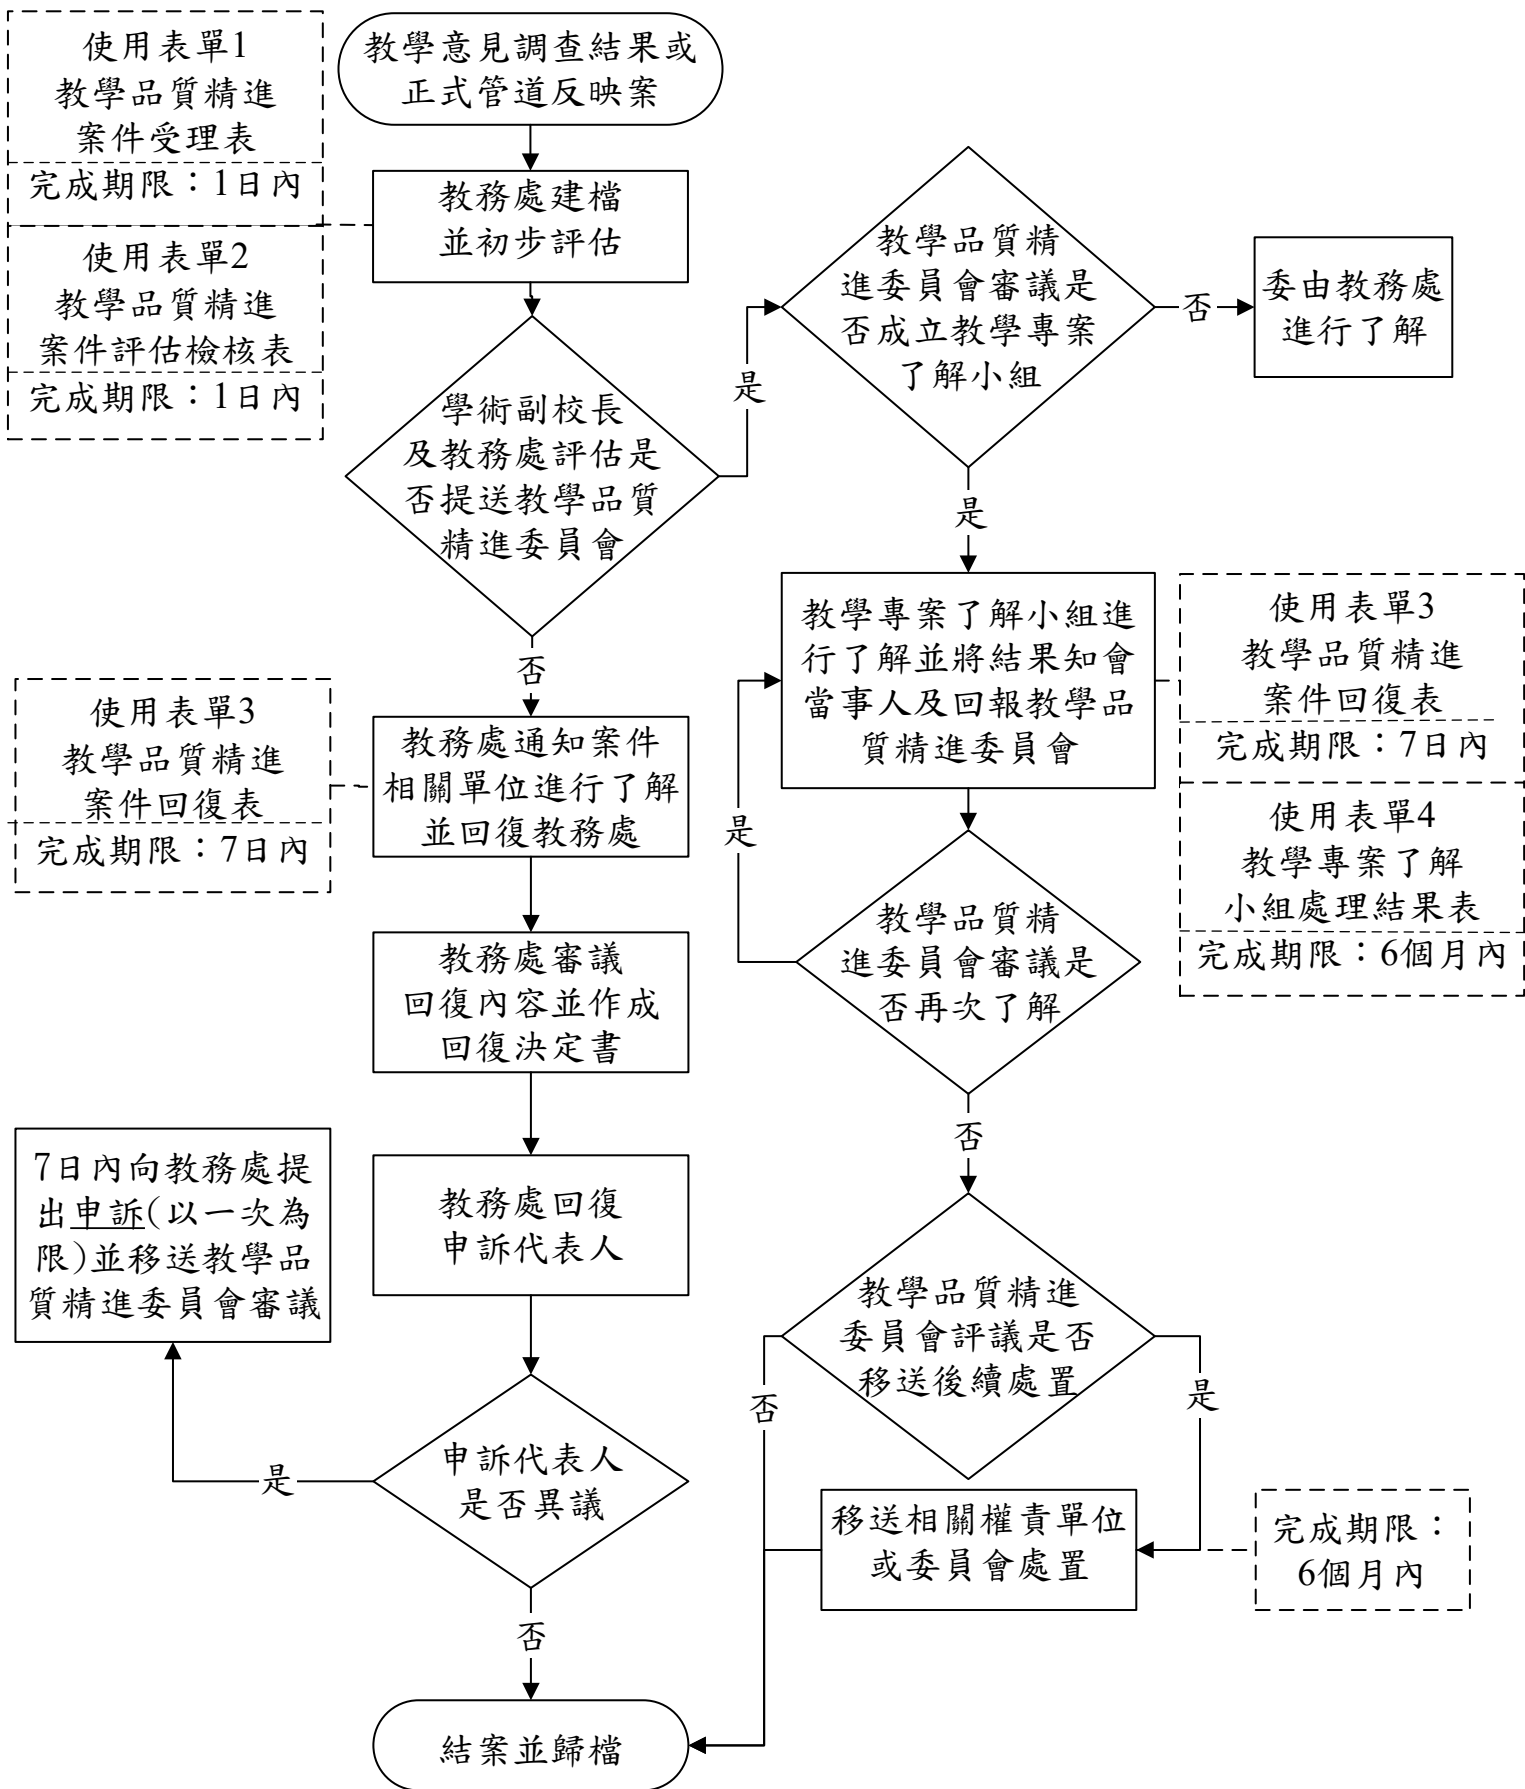 使用表單1
教學品質精進
案件受理表
完成期限：1日內
使用表單2
教學品質精進
案件評估檢核表
完成期限：1日內
教學意見調查結果或
正式管道反映案
教務處建檔
並初步評估
學術副校長
及教務處評估是
否提送教學品質
精進委員會
是
否
教學品質精
進委員會審議是
否成立教學專案
了解小組
否
委由教務處
進行了解
是
教學專案了解小組進
行了解並將結果知會
當事人及回報教學品
質精進委員會
使用表單3
教學品質精進
案件回復表
完成期限：7日內
使用表單4
教學專案了解
小組處理結果表
完成期限：6個月內
使用表單3
教學品質精進
案件回復表
完成期限：7日內
教務處通知案件
相關單位進行了解
並回復教務處
是
教學品質精
進委員會審議是
否再次了解
否
教務處審議
回復內容並作成
回復決定書
7日內向教務處提
出申訴(以一次為
限)並移送教學品
質精進委員會審議
教務處回復
申訴代表人
教學品質精進
委員會評議是否
移送後續處置
否
是
申訴代表人
是否異議
是
否
移送相關權責單位
或委員會處置
完成期限：
6個月內
結案並歸檔